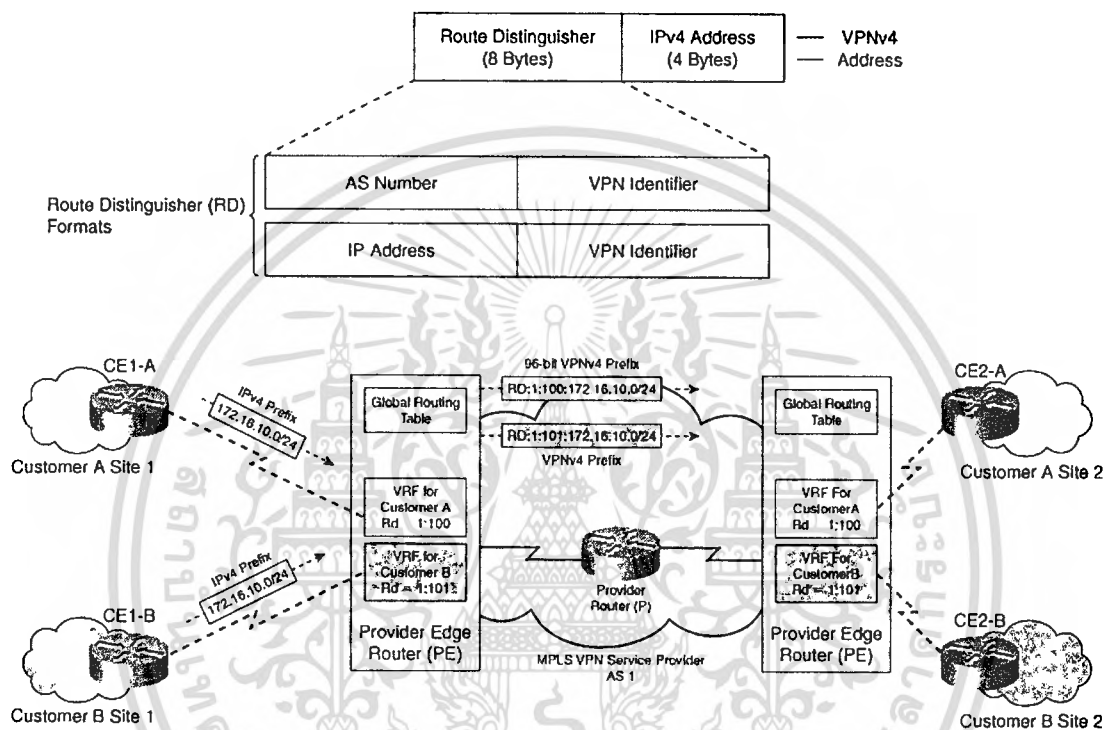 Route Distinguisher
(8 Bytes)
IPv4 Address
(4 Bytes)
VPNv4
Address
Route Distinguisher (RD)
Formats
AS Number
VPN Identifier
IP Address
VPN Identifier
CE1-A
IPv4 Prefix
172.16.10.0/24
Customer A Site 1
Global Routing
Table
96-bit VPNv4 Prefix
RD:1:100:172.16.10.0/24
RD:1:101:172.16.10.0/24
VPNv4 Prefix
Global Routing
Table
CE2-A
Customer A Site 2
VRF for
Customer A
Rd 1:100
VRF For
CustomerA
Rd 1:100
IPv4 Prefix
172.16.10.0/24
CE1-B
Customer B Site 1
VRF for
Customer B
Rd = 1:101
Provider Edge
Router (PE)
Provider
Router (P)
MPLS VPN Service Provider
AS 1
VRF For
CustomerB
Rd = 1:101
Provider Edge
Router (PE)
CE2-B
Customer B Site 2